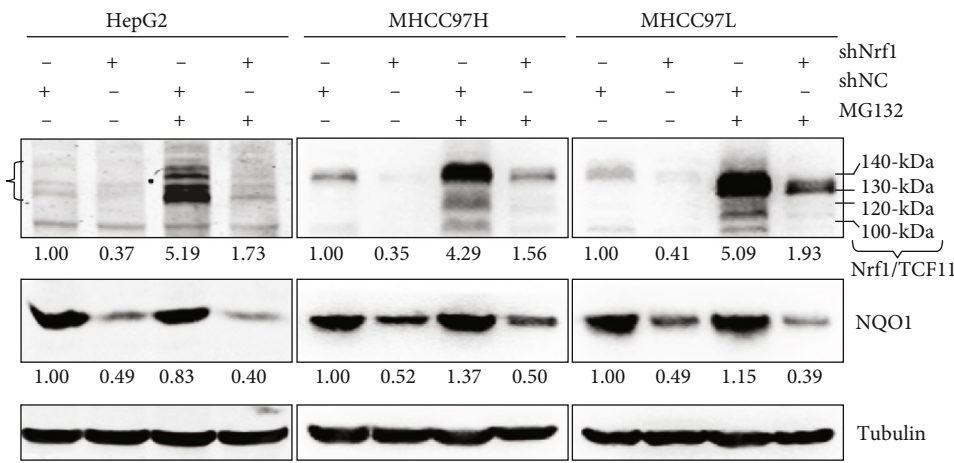 HepG2 MHCC97H MHCC97L
– + – + – + – + – + – + shNrf1
+ – + – + – + – + – + – shNC
– – + + – – + + – – + + MG132
140-kDa
130-kDa
120-kDa
100-kDa
1.00 0.37 5.19 1.73 1.00 0.35 4.29 1.56 1.00 0.41 5.09 1.93
Nrf1/TCF11
NQO1
1.00 0.49 0.83 0.40 1.00 0.52 1.37 0.50 1.00 0.49 1.15 0.39
Tubulin